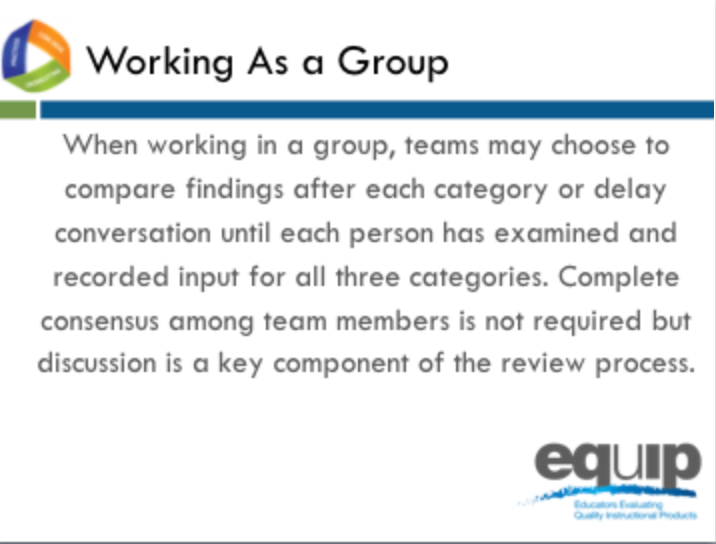 Working As a Group
When working in a group, teams may choose to
compare findings after each category or delay
conversation until each person has examined and
recorded input for all three categories. Complete
consensus among team members is not required but
discussion is a key component of the review process.
equip
Educators Evaluating
Quality Instructional Products